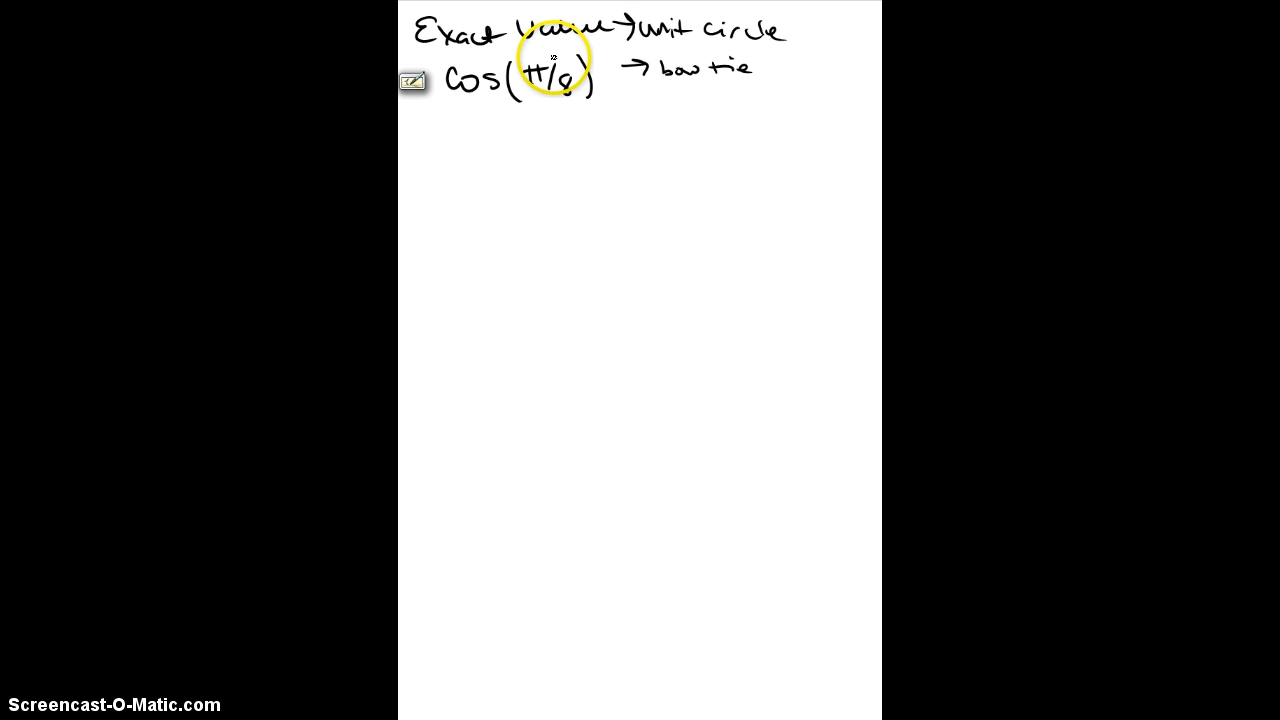 Exact Value → unit circle
cos(π/8) → bow tie
Screencast-O-Matic.com